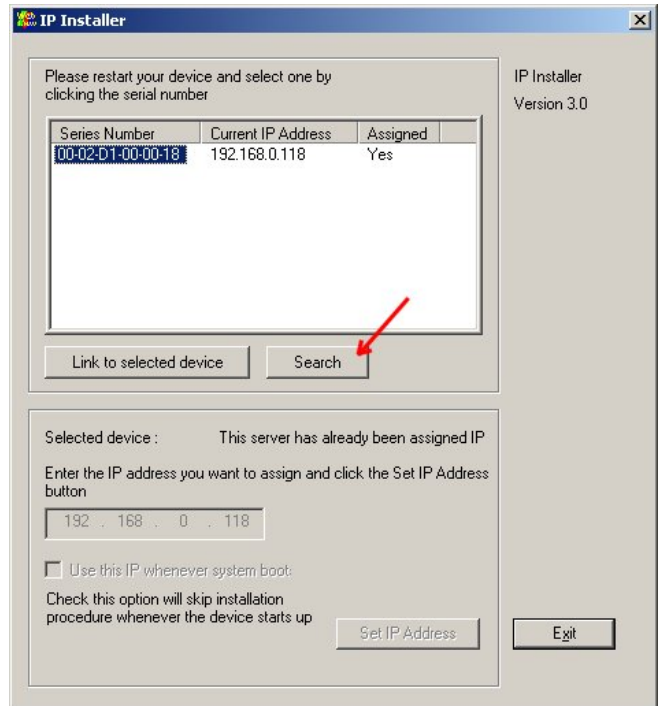 IP Installer
Please restart your device and select one by
clicking the serial number
IP Installer
Version 3.0
Series Number Current IP Address Assigned
00-02-D1-00-00-18 192.168.0.118 Yes
Link to selected device Search
Selected device : This server has already been assigned IP
Enter the IP address you want to assign and click the Set IP Address
button
192 . 168 . 0 . 118
Use this IP whenever system boot
Check this option will skip installation
procedure whenever the device starts up
Set IP Address Exit